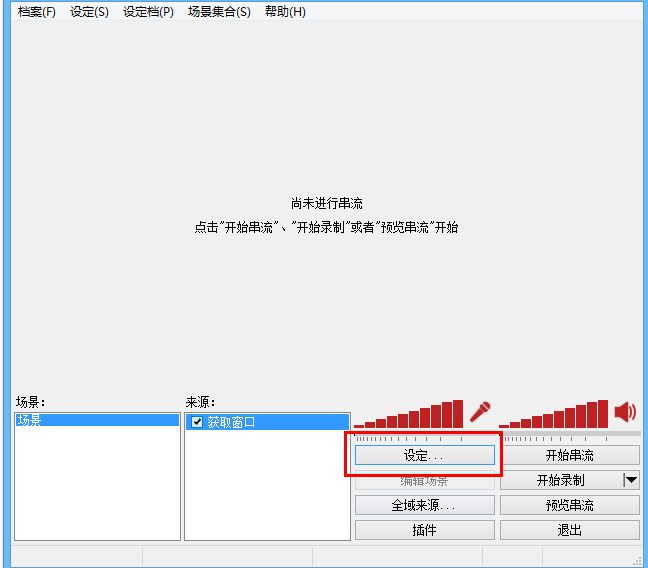 档案(F) 设定(S) 设定档(P) 场景集合(S) 帮助(H)
尚未进行串流
点击"开始串流"、"开始录制"或者"预览串流"开始
场景: 来源:
场景 获取窗口
设定... 开始串流
编辑场景 开始录制
全域来源... 预览串流
插件 退出